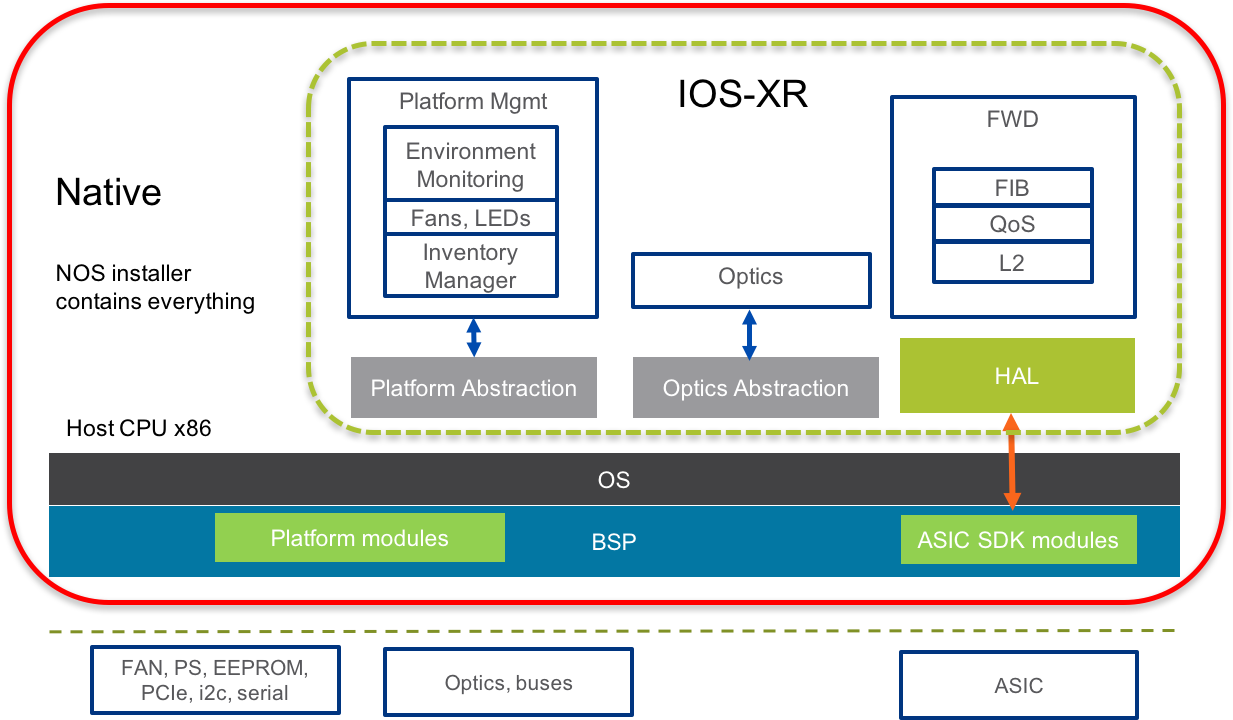 IOS-XR
Platform Mgmt
Environment
Monitoring
Fans, LEDs
Inventory
Manager
FWD
FIB
QoS
L2
Native
NOS installer
contains everything
Optics
Platform Abstraction
Optics Abstraction
HAL
Host CPU x86
OS
Platform modules
BSP
ASIC SDK modules
FAN, PS, EEPROM,
PCIe, i2c, serial
Optics, buses
ASIC